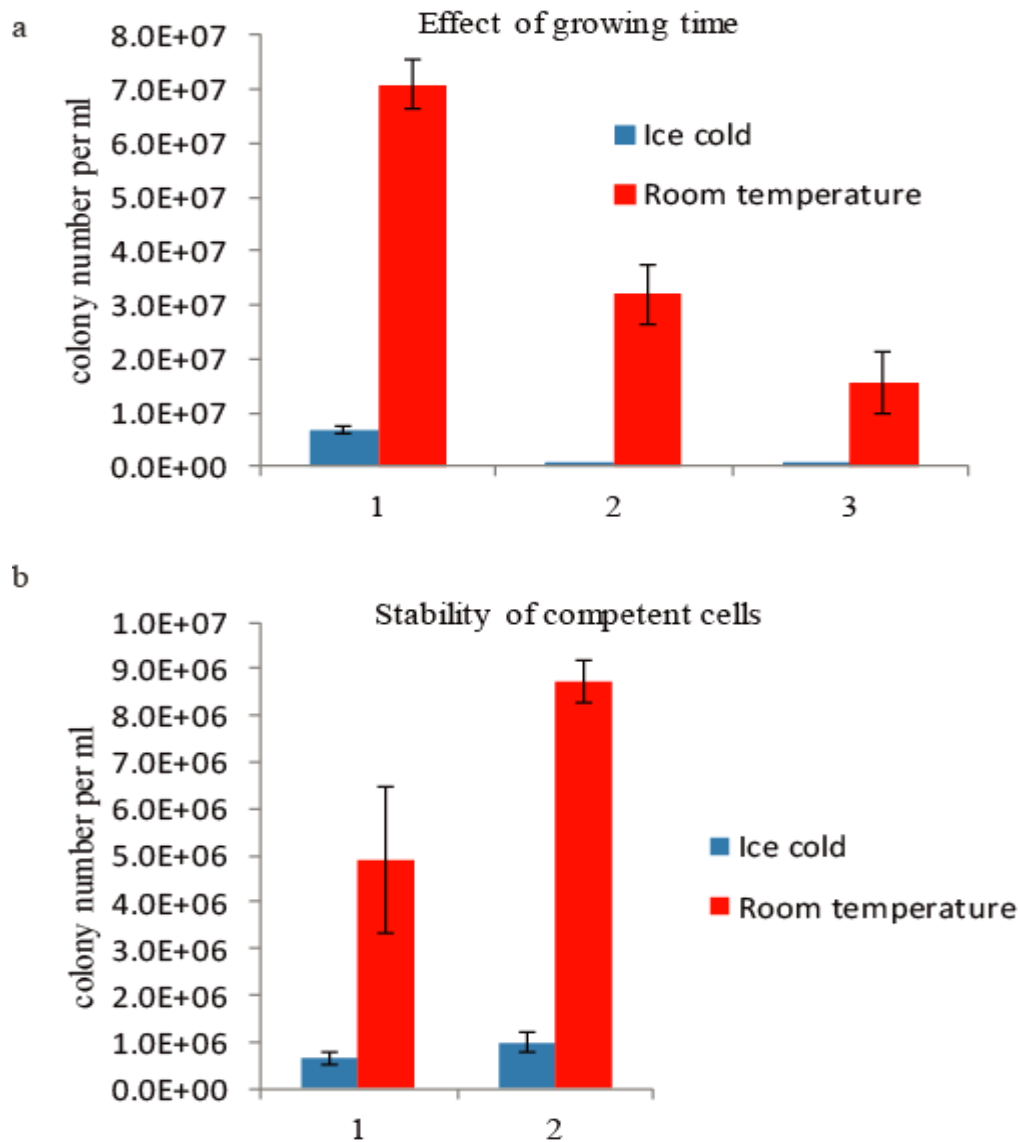 a
Effect of growing time
colony number per ml
8.0E+07
7.0E+07
6.0E+07
5.0E+07
4.0E+07
3.0E+07
2.0E+07
1.0E+07
0.0E+00
Ice cold
Room temperature
1 2 3
b
Stability of competent cells
colony number per ml
1.0E+07
9.0E+06
8.0E+06
7.0E+06
6.0E+06
5.0E+06
4.0E+06
3.0E+06
2.0E+06
1.0E+06
0.0E+00
Ice cold
Room temperature
1 2